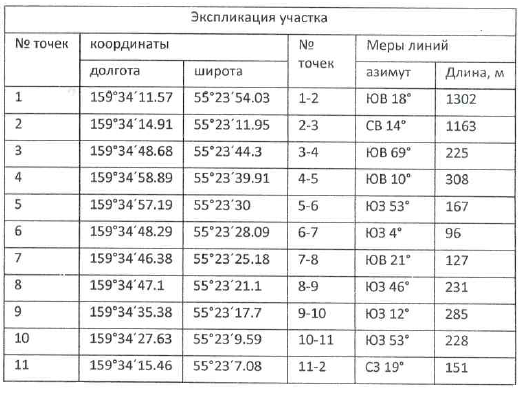 Экспликация участка
№ точек координаты № точек Меры линий
долгота широта азимут Длина, м
1 159°34´11.57 55°23´54.03 1-2 ЮВ 18° 1302
2 159°34´14.91 55°23´11.95 2-3 СВ 14° 1163
3 159°34´48.68 55°23´44.3 3-4 ЮВ 69° 225
4 159°34´58.89 55°23´39.91 4-5 ЮВ 10° 308
5 159°34´57.19 55°23´30 5-6 ЮЗ 53° 167
6 159°34´48.29 55°23´28.09 6-7 ЮЗ 4° 96
7 159°34´46.38 55°23´25.18 7-8 ЮВ 21° 127
8 159°34´47.1 55°23´21.1 8-9 ЮЗ 46° 231
9 159°34´35.38 55°23´17.7 9-10 ЮЗ 12° 285
10 159°34´27.63 55°23´9.59 10-11 ЮЗ 53° 228
11 159°34´15.46 55°23´7.08 11-2 СЗ 19° 151